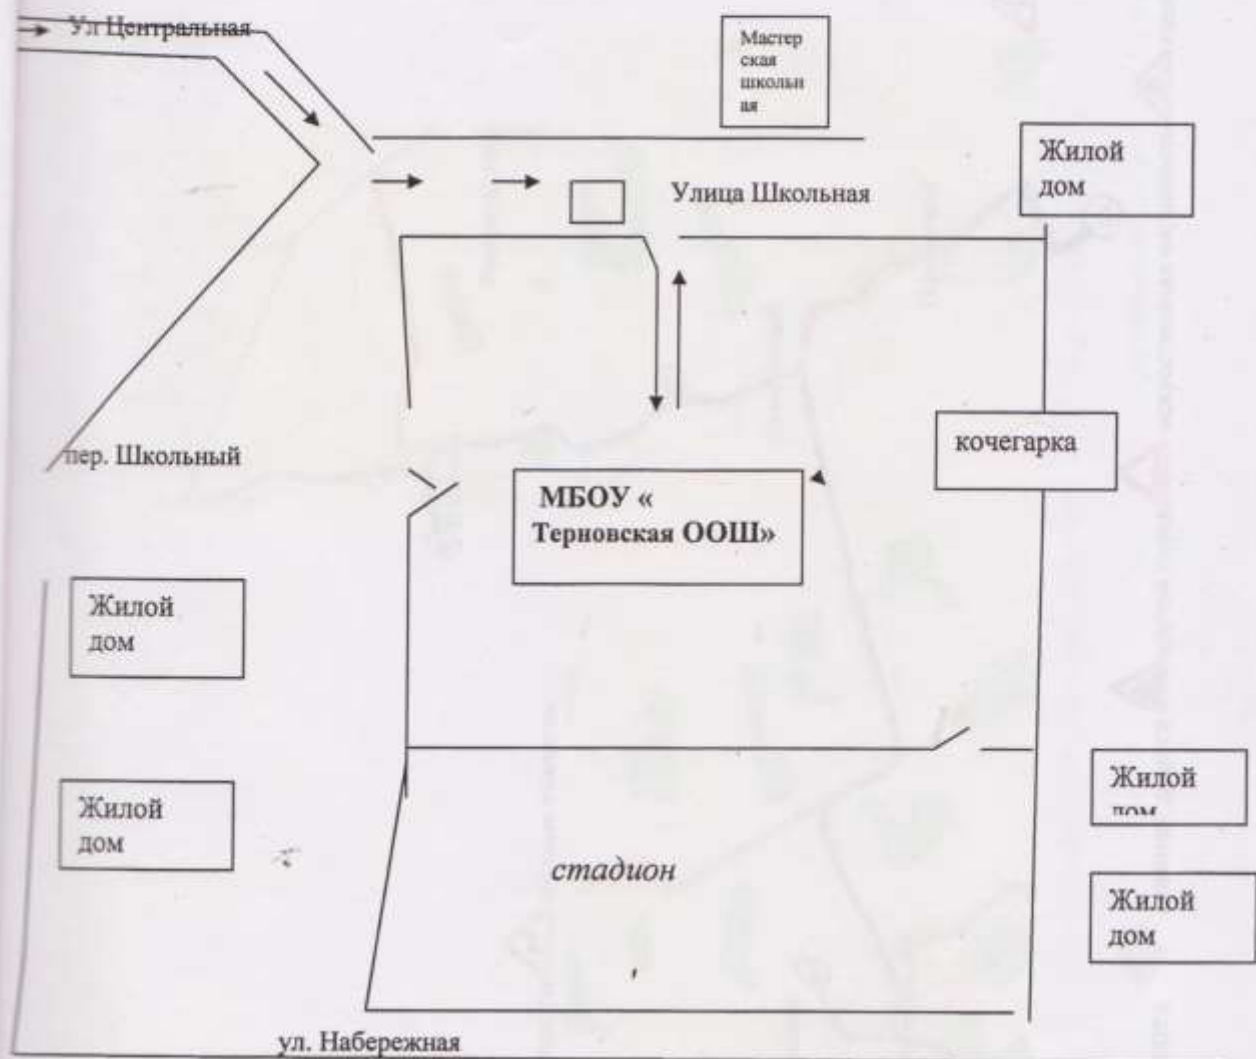 Ул Центральная
Мастер
ская
школьн
ая
Жилой
дом
Улица Школьная
пер. Школьный
кочегарка
МБОУ «
Терновская ООШ»
Жилой
дом
Жилой
дом
Жилой
дом
стадион
Жилой
дом
ул. Набережная